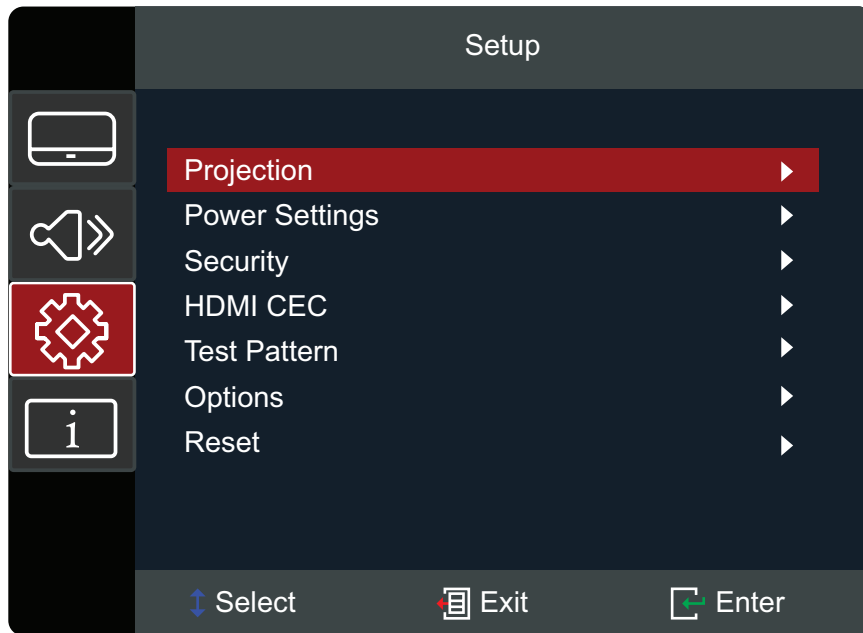 Setup
Projection
Power Settings
Security
HDMI CEC
Test Pattern
Options
Reset
i
Select Exit Enter